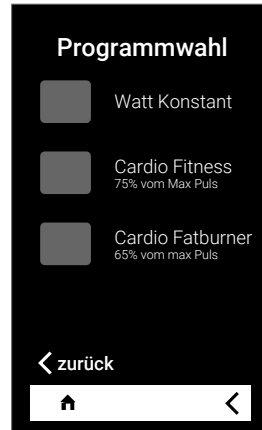 Programmwahl
Watt Konstant
Cardio Fitness
75% vom Max Puls
Cardio Fatburner
65% vom max Puls
zurück